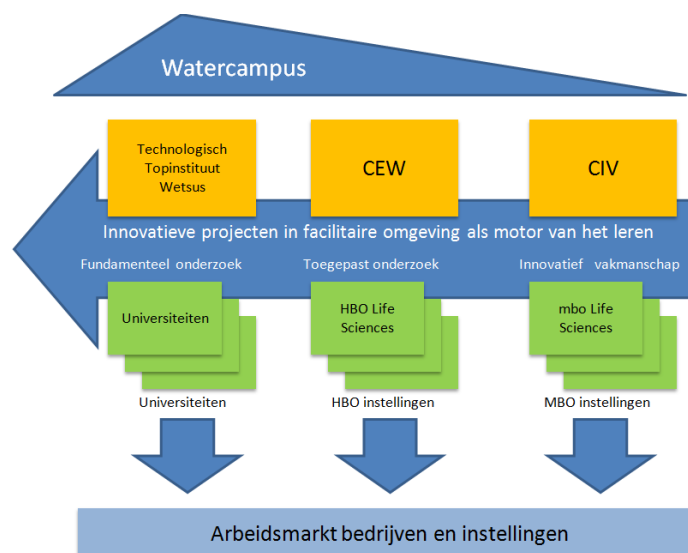 Watercampus
Technologisch
Topinstituut
Wetsus
CEW
CIV
Innovatieve projecten in facilitaire omgeving als motor van het leren
Fundamenteel onderzoek
Toegepast onderzoek
Innovatief vakmanschap
Universiteiten
HBO Life
Sciences
mbo Life
Sciences
Universiteiten
HBO instellingen
MBO instellingen
Arbeidsmarkt bedrijven en instellingen